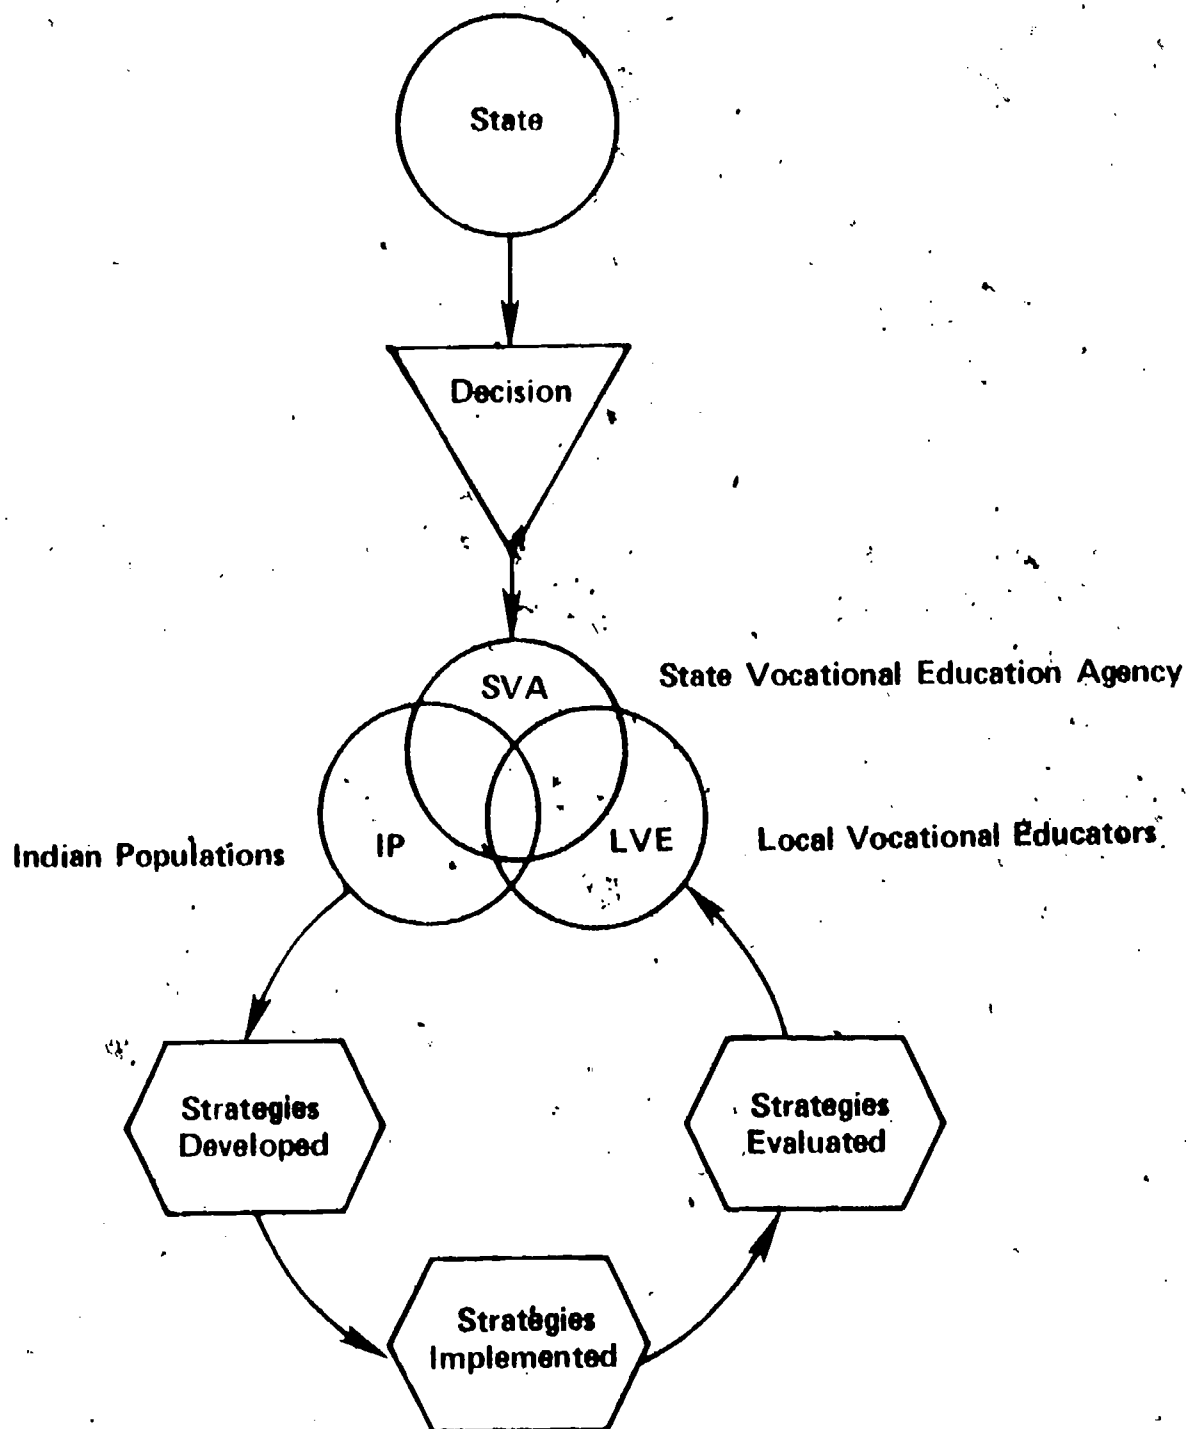 State
Decision
SVA
State Vocational Education Agency
IP
LVE
Indian Populations
Local Vocational Educators
Strategies
Developed
Strategies
Evaluated
Strategies
Implemented